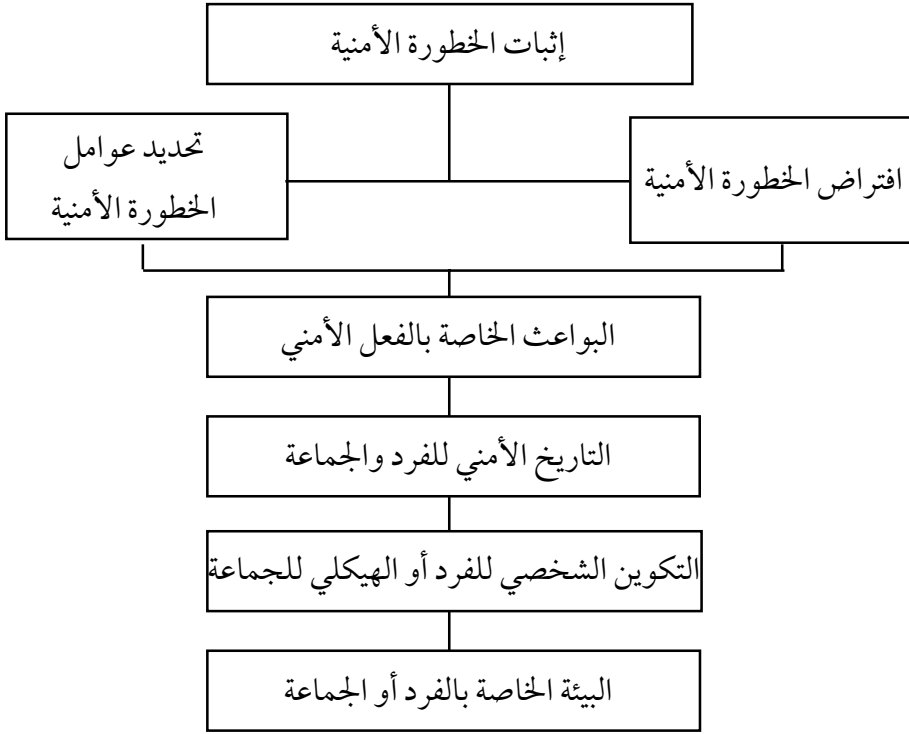 إثبات الخطورة الأمنية
افتراض الخطورة الأمنية
تحديد عوامل
الخطورة الأمنية
البواعث الخاصة بالفعل الأمني
التاريخ الأمني للفرد والجماعة
التكوين الشخصي للفرد أو الهيكلي للجماعة
البيئة الخاصة بالفرد أو الجماعة